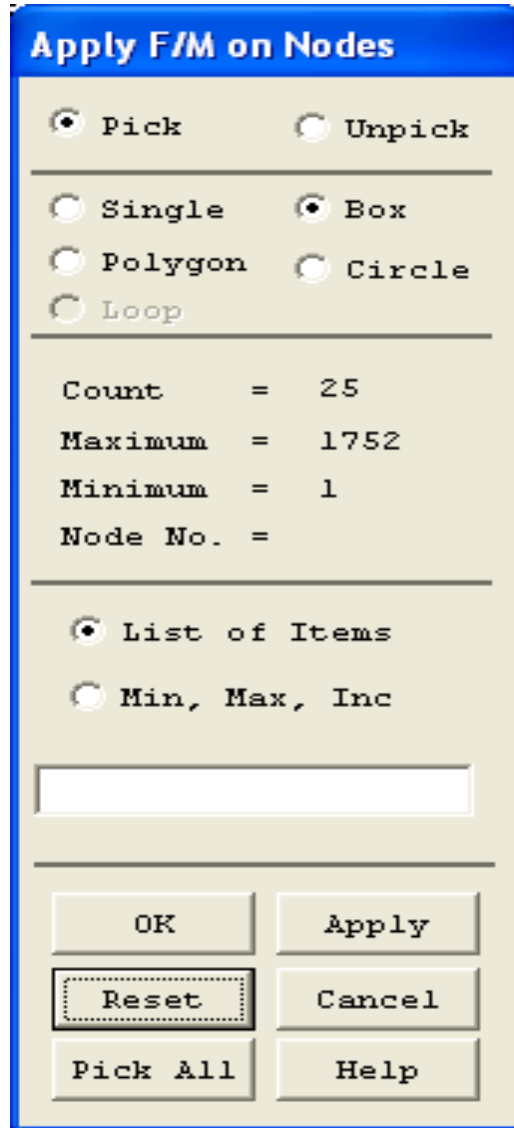 Apply F/M on Nodes
Pick Unpick
Single Box
Polygon Circle
Loop
Count = 25
Maximum = 1752
Minimum = 1
Node No. =
List of Items
Min, Max, Inc
OK Apply
Reset Cancel
Pick All Help